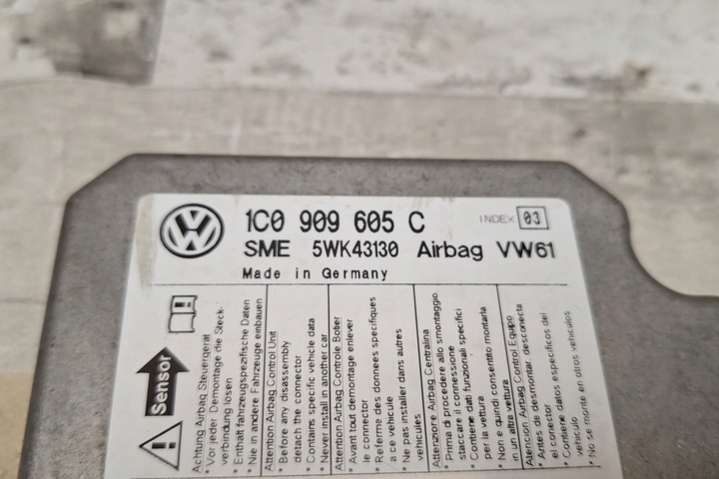 1C0 909 605 C INDEX 03
SME 5WK43130 Airbag VW61
Made in Germany
Sensor
Achtung Airbag Steuergerät
* Vor jeder Demontage die Steck-
verbindung lösen
* Enthält fahrzeugspezifische Daten
* Nie in andere Fahrzeuge einbauen
Attention Airbag Control Unit
* Before any disassembly
detach the connector
* Contains specific vehicle data
* Never install in another car
Attention Airbag Controle Boîter
* Avant tout demontage enlever
le connector
* Referme des donnees specifiques
a ce vehicule
* Ne pas installer dans autres
vehicules
Attenzione Airbag Centralina
* Prima di procedere allo smontaggio
staccare il connessione
* Contiene dati funzionali specifici
per la vettura
* Non e quindi consentito montarla
in un altra vettura
Atencion Airbag Control Equipo
* Antes de desmontar desconecta
el conector
* Contiene datos especificos del
vehiculo
* No se monte en otros vehiculos